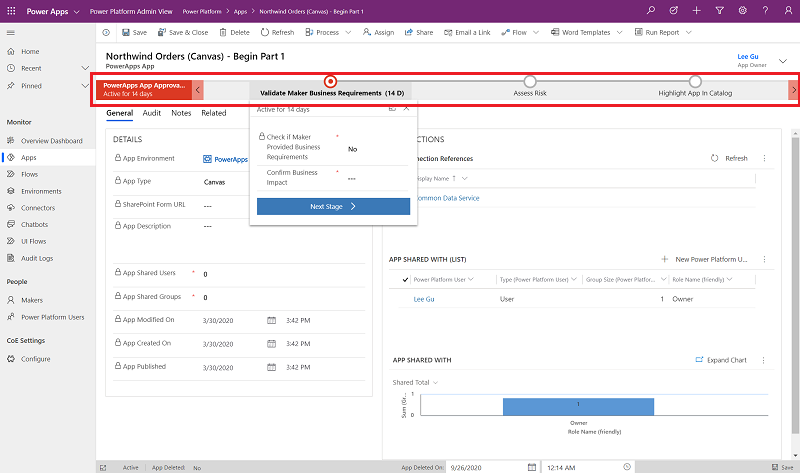 Power Apps Power Platform Admin View Power Platform > Apps > Northwind Orders (Canvas) - Begin Part 1
Save Save & Close Delete Refresh Process Assign Share Email a Link Flow Word Templates Run Report
Home
Recent
Pinned
Monitor
Overview Dashboard
Apps
Flows
Environments
Connectors
Chatbots
UI Flows
Audit Logs
People
Makers
Power Platform Users
CoE Settings
Configure
Northwind Orders (Canvas) - Begin Part 1
PowerApps App
Lee Gu
App Owner
PowerApps App Approva...
Active for 14 days
Validate Maker Business Requirements (14 D)
Assess Risk
Highlight App In Catalog
General Audit Notes Related
Active for 14 days
Check if Maker Provided Business Requirements * No
Confirm Business Impact * ---
Next Stage
DETAILS
App Environment PowerApps
App Type Canvas
SharePoint Form URL ---
App Description ---
App Shared Users * 0
App Shared Groups * 0
App Modified On 3/30/2020 3:42 PM
App Created On 3/30/2020 3:42 PM
App Published 3/30/2020 3:42 PM
CTIONS
nection References Refresh
isplay Name ↑
ommon Data Service
APP SHARED WITH (LIST) New Power Platform U...
Power Platform User Type (Power Platform User) Group Size (Power Platfor... Role Name (friendly)
Lee Gu User 1 Owner
APP SHARED WITH Expand Chart
Shared Total
Sum (Gr...
1
0
1
Owner
Role Name (friendly)
Active App Deleted: No App Deleted On: 9/26/2020 12:14 AM Save